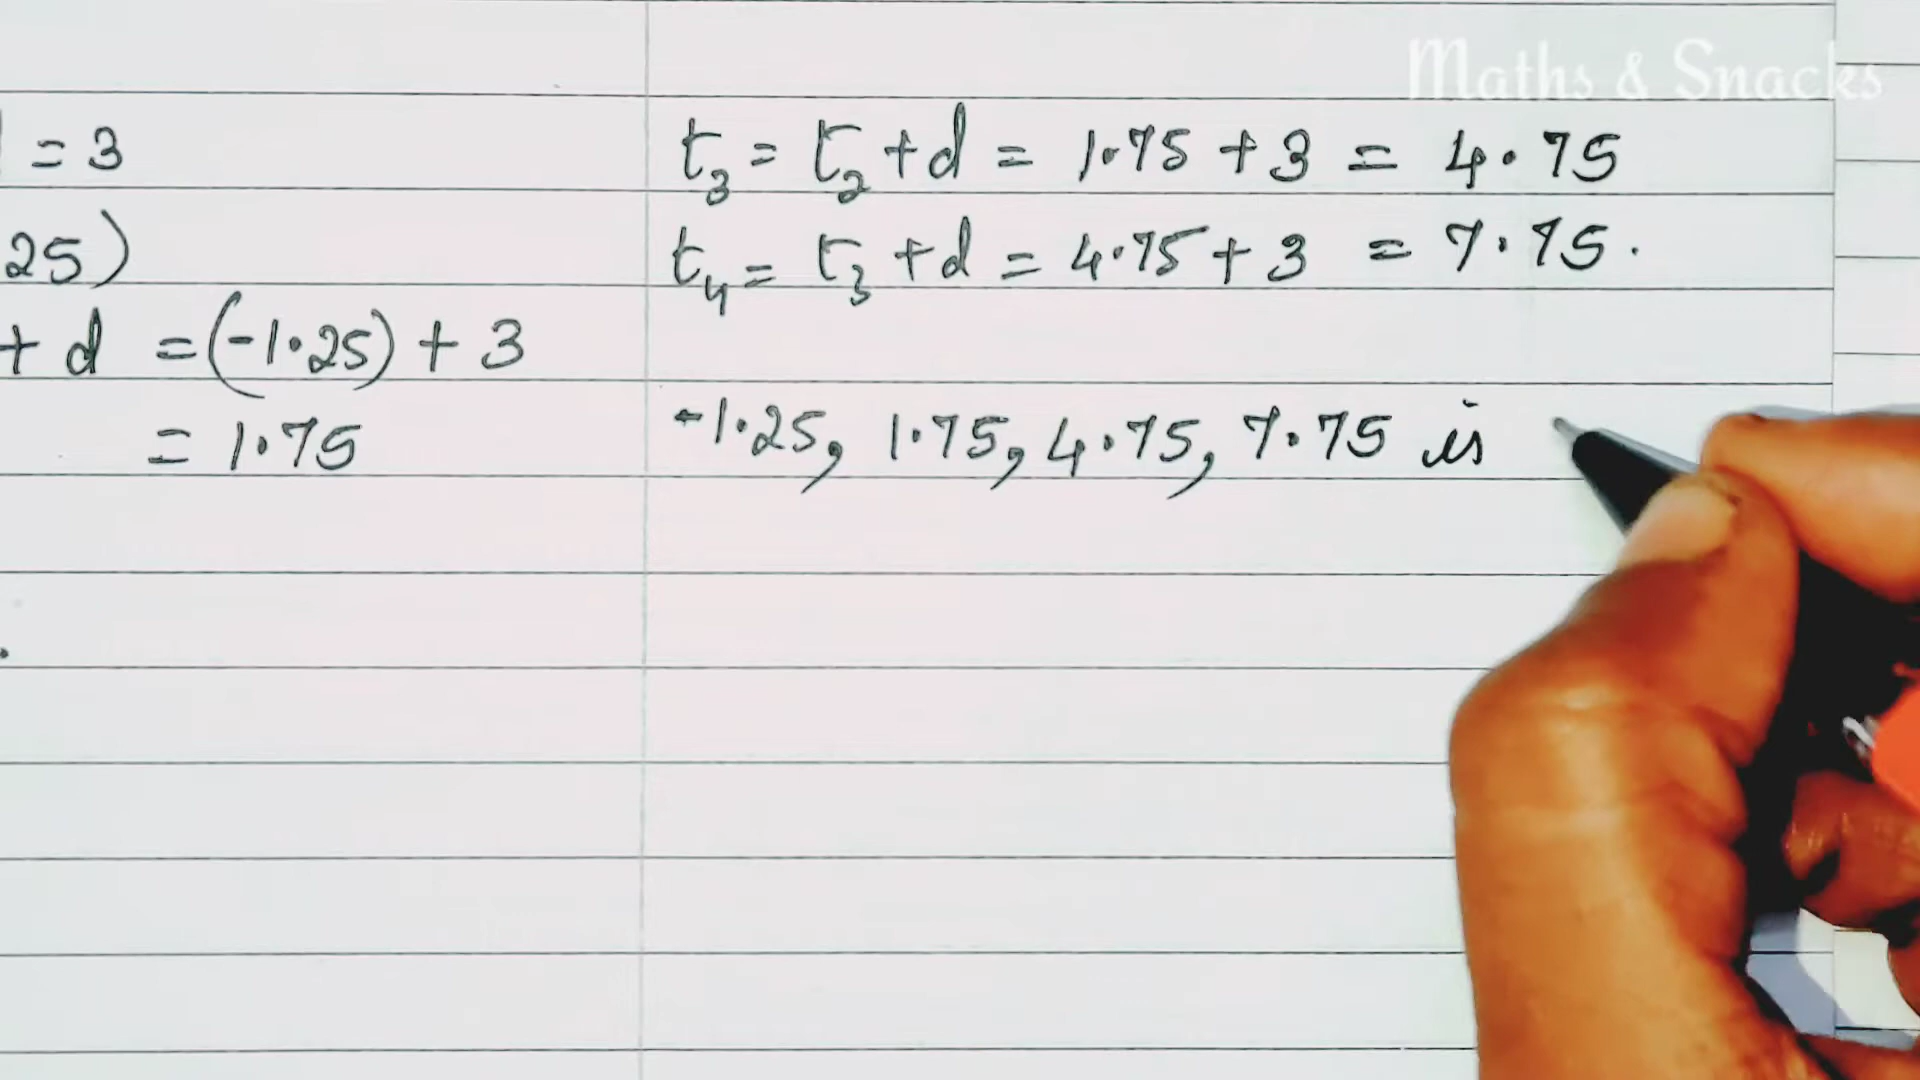 Maths & Snacks
= 3
25)
+ d = (-1.25) + 3
= 1.75
t₃ = t₂ + d = 1.75 + 3 = 4.75
t₄ = t₃ + d = 4.75 + 3 = 7.75.
-1.25, 1.75, 4.75, 7.75 is